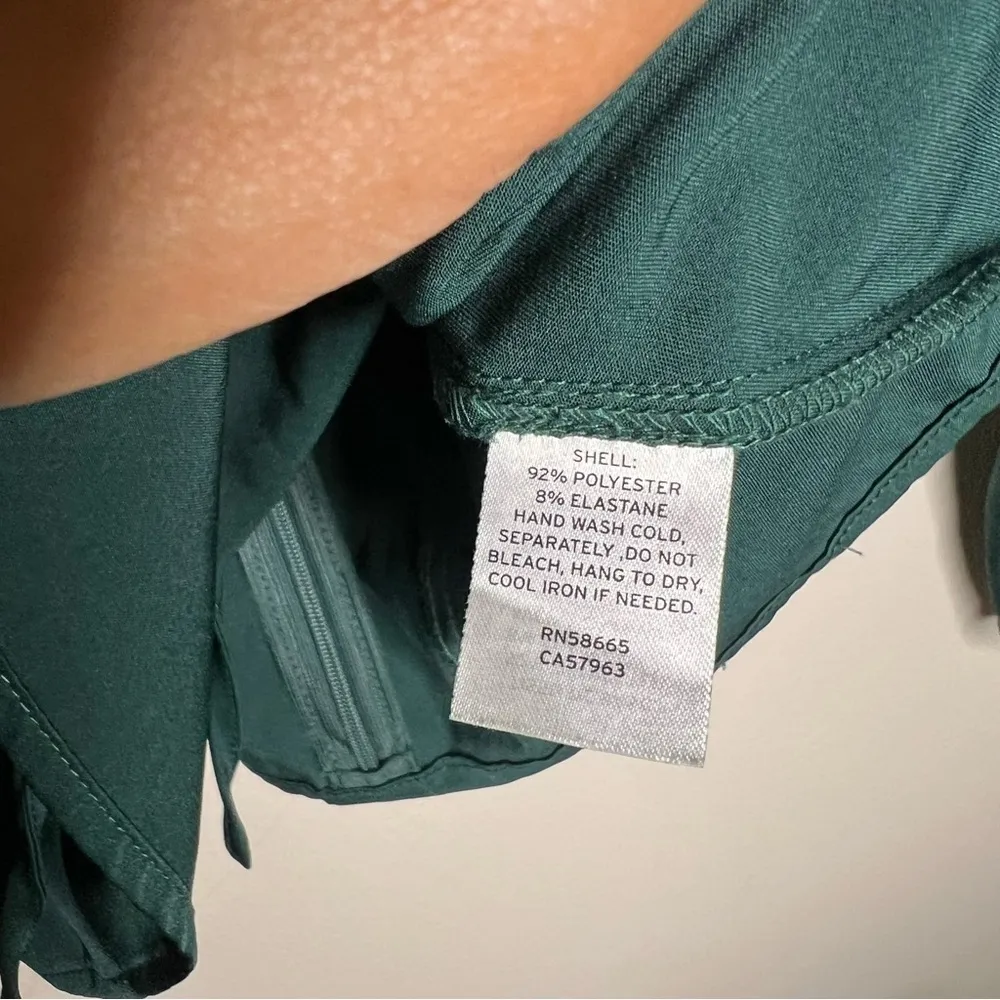 SHELL:
92% POLYESTER
8% ELASTANE
HAND WASH COLD,
SEPARATELY ,DO NOT
BLEACH, HANG TO DRY,
COOL IRON IF NEEDED.
RN58665
CA57963